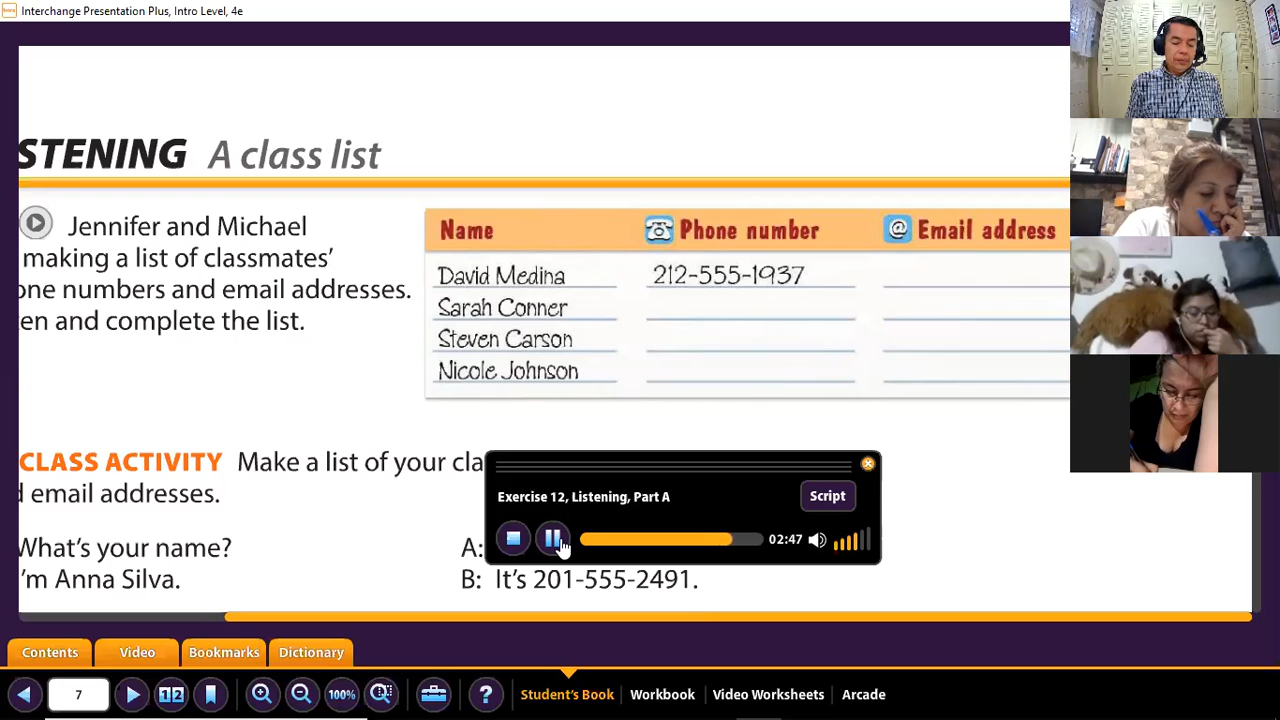 Interchange Presentation Plus, Intro Level, 4e
STENING A class list
Jennifer and Michael
making a list of classmates'
one numbers and email addresses.
en and complete the list.
Name Phone number @ Email address
David Medina 212-555-1937
Sarah Conner
Steven Carson
Nicole Johnson
CLASS ACTIVITY Make a list of your cla
d email addresses.
What's your name?
'm Anna Silva.
A:
B: It's 201-555-2491.
Exercise 12, Listening, Part A
Script
02:47
Contents Video Bookmarks Dictionary
7 1 2 100% ? Student's Book Workbook Video Worksheets Arcade